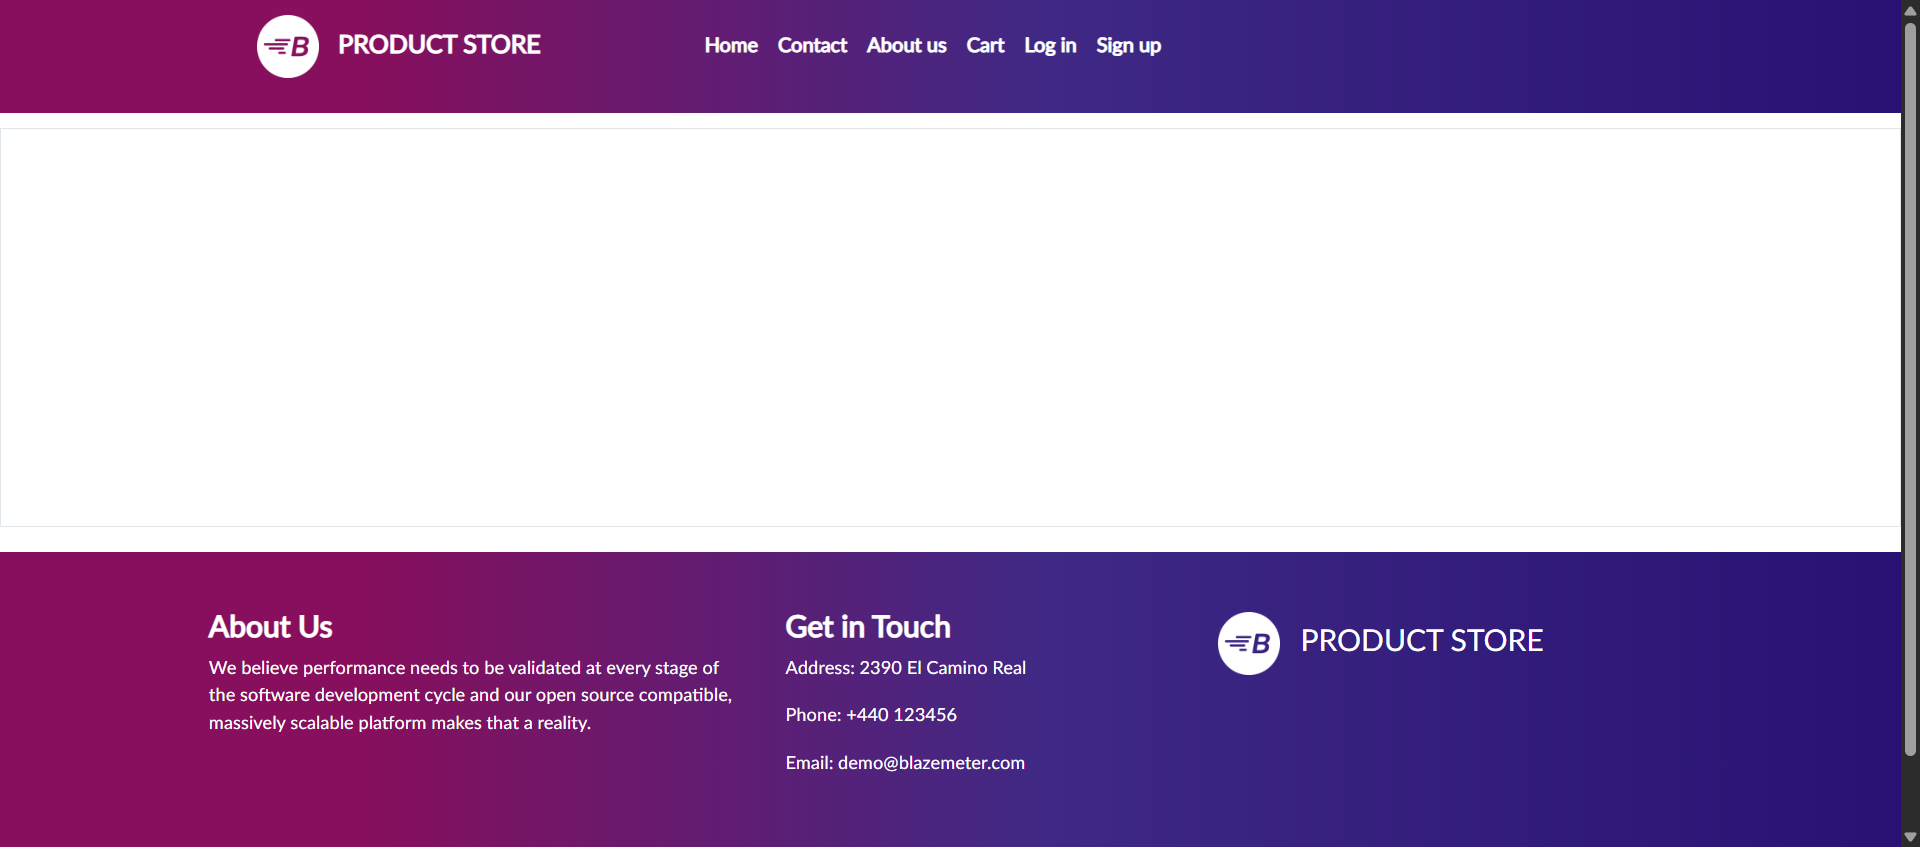 B PRODUCT STORE Home Contact About us Cart Log in Sign up
About Us
We believe performance needs to be validated at every stage of
the software development cycle and our open source compatible,
massively scalable platform makes that a reality.
Get in Touch
Address: 2390 El Camino Real
Phone: +440 123456
Email: demo@blazemeter.com
B PRODUCT STORE